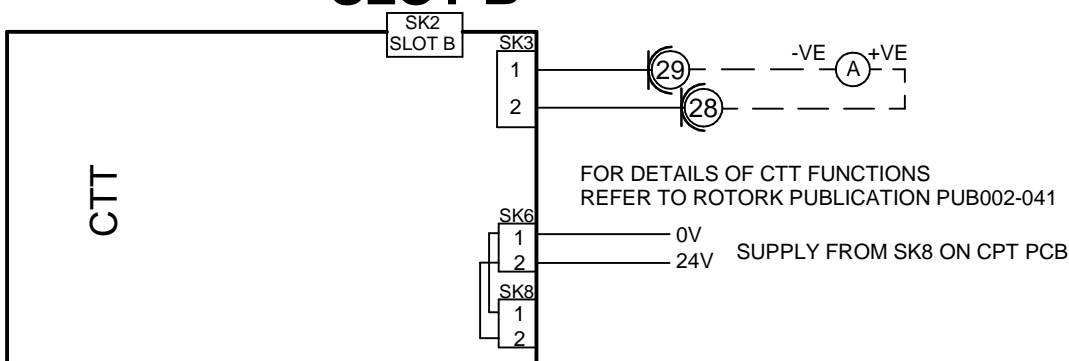 SLOT B
SK2
SLOT B
SK3
1
2
29
28
-VE
A
+VE
CTT
FOR DETAILS OF CTT FUNCTIONS
REFER TO ROTORK PUBLICATION PUB002-041
SK6
1
2
0V
24V
SUPPLY FROM SK8 ON CPT PCB
SK8
1
2